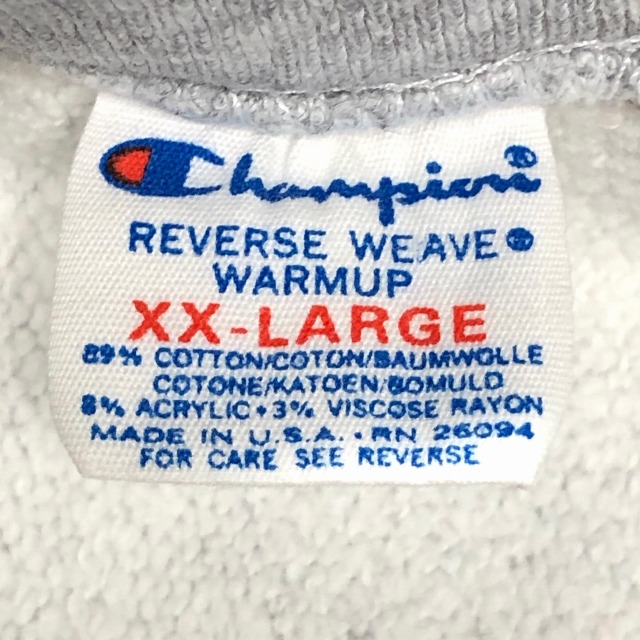 Champion®
REVERSE WEAVE®
WARMUP
XX-LARGE
89% COTTON/COTON/BAUMWOLLE
COTONE/KATOEN/BOMULD
8% ACRYLIC • 3% VISCOSE RAYON
MADE IN U.S.A. • RN 26094
FOR CARE SEE REVERSE